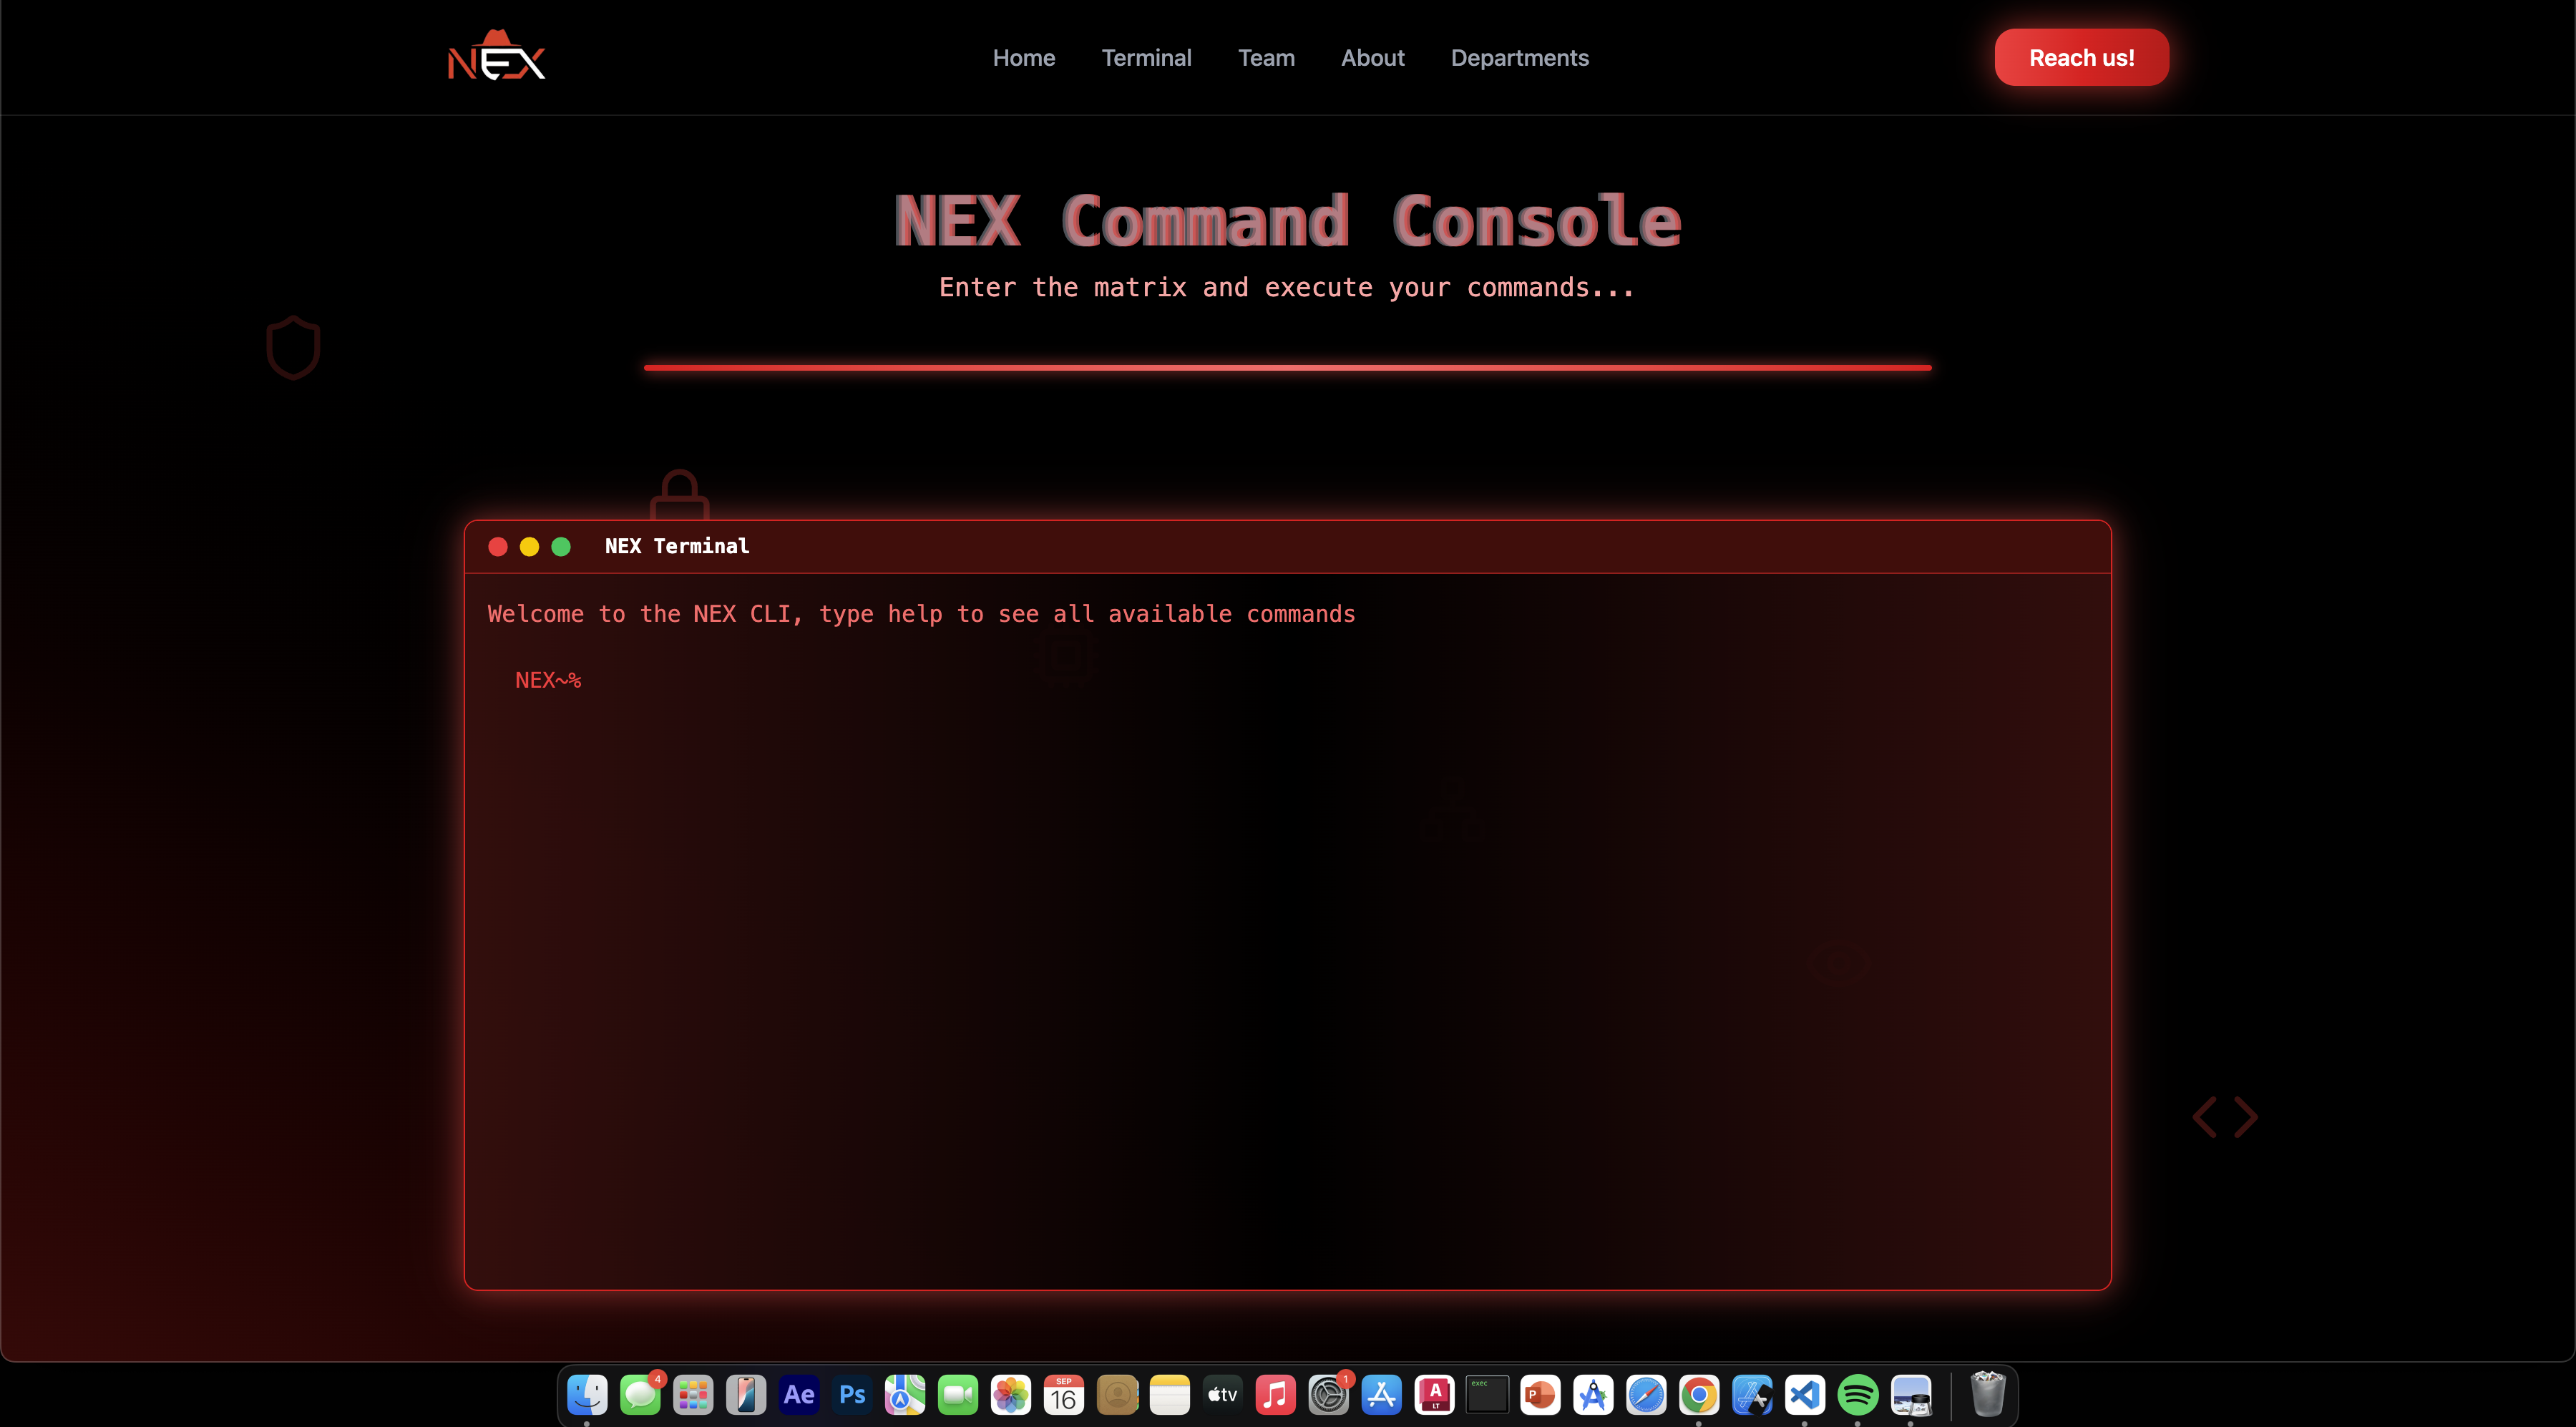 NEX
Home Terminal Team About Departments
Reach us!
NEX Command Console
Enter the matrix and execute your commands...
NEX Terminal
Welcome to the NEX CLI, type help to see all available commands
NEX~%
4
Ae
Ps
SEP
16
tv
1
A
LT
exec
P